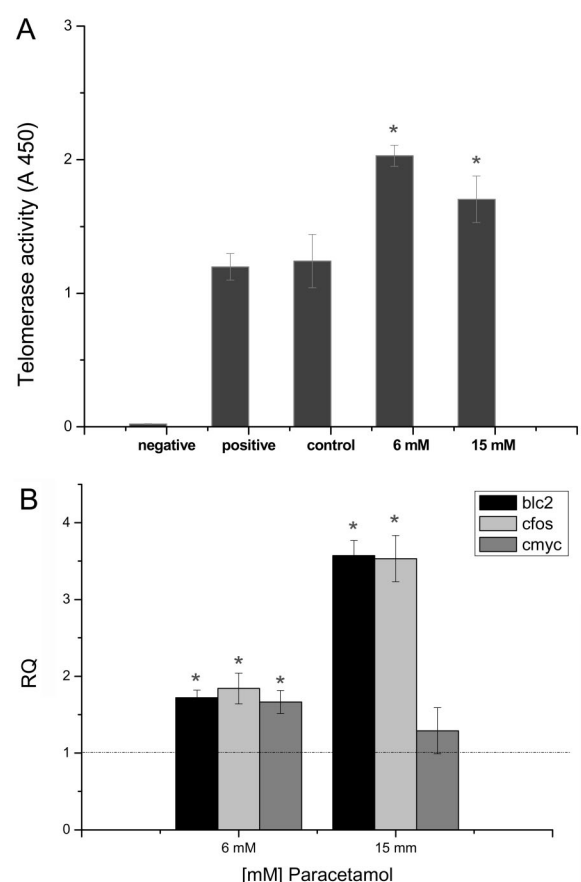 A
3
2
1
0
Telomerase activity (A 450)
*
*
negative positive control 6 mM 15 mM
B
4
3
2
1
0
RQ
blc2
cfos
cmyc
* * * * *
6 mM 15 mm
[mM] Paracetamol